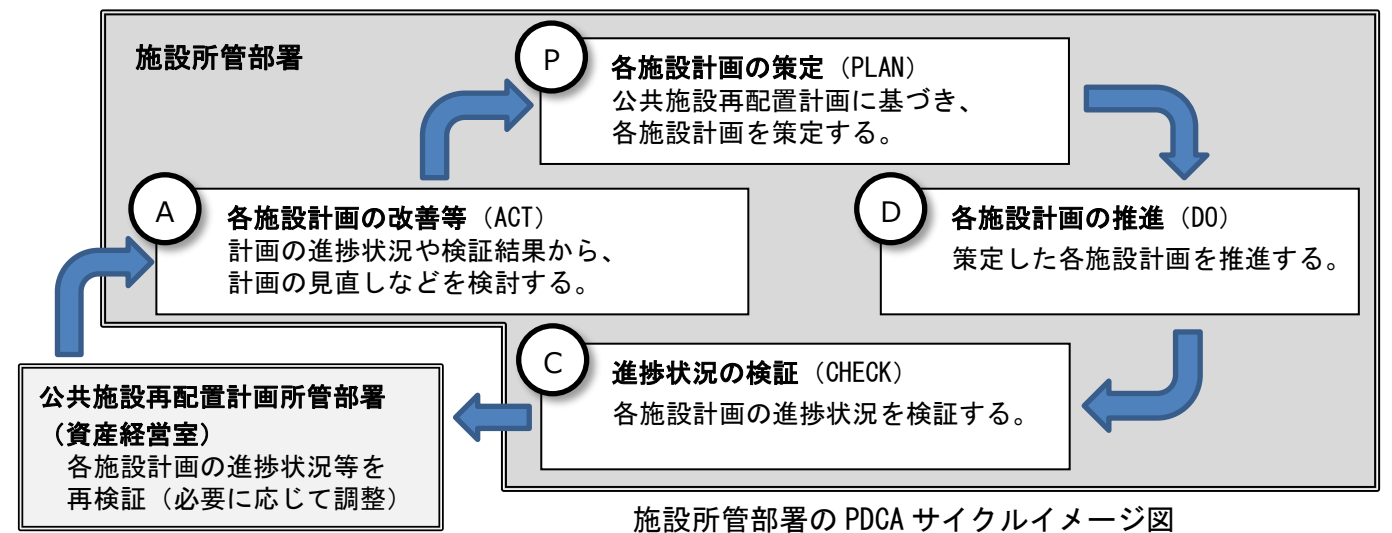 施設所管部署
P
各施設計画の策定（PLAN）
公共施設再配置計画に基づき、
各施設計画を策定する。
A
各施設計画の改善等（ACT）
計画の進捗状況や検証結果から、
計画の見直しなどを検討する。
D
各施設計画の推進（DO）
策定した各施設計画を推進する。
C
進捗状況の検証（CHECK）
各施設計画の進捗状況を検証する。
公共施設再配置計画所管部署
（資産経営室）
各施設計画の進捗状況等を
再検証（必要に応じて調整）
施設所管部署の PDCA サイクルイメージ図